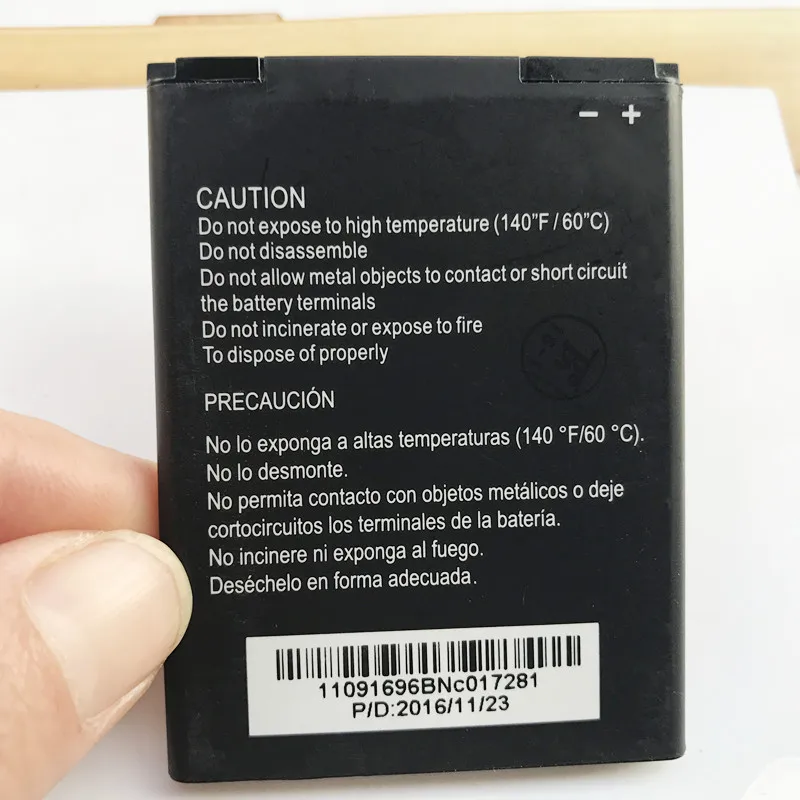 - +
CAUTION
Do not expose to high temperature (140"F / 60"C)
Do not disassemble
Do not allow metal objects to contact or short circuit
the battery terminals
Do not incinerate or expose to fire
To dispose of properly
PRECAUCIÓN
No lo exponga a altas temperaturas (140 °F/60 °C).
No lo desmonte.
No permita contacto con objetos metálicos o deje
cortocircuitos los terminales de la batería.
No incinere ni exponga al fuego.
Deséchelo en forma adecuada.
11091696BNc017281
P/D:2016/11/23